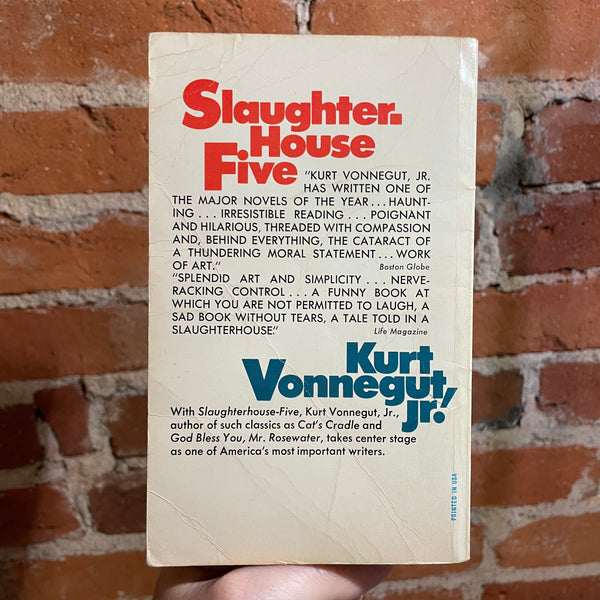 Slaughter-
House
Five
"KURT VONNEGUT, JR.
HAS WRITTEN ONE OF
THE MAJOR NOVELS OF THE YEAR...HAUNT-
ING...IRRESISTIBLE READING...POIGNANT
AND HILARIOUS, THREADED WITH COMPASSION
AND, BEHIND EVERYTHING, THE CATARACT OF
A THUNDERING MORAL STATEMENT...WORK
OF ART."
Boston Globe
"SPLENDID ART AND SIMPLICITY...NERVE-
RACKING CONTROL...A FUNNY BOOK AT
WHICH YOU ARE NOT PERMITTED TO LAUGH, A
SAD BOOK WITHOUT TEARS, A TALE TOLD IN A
SLAUGHTERHOUSE."
Life Magazine
Kurt
Vonnegut,
Jr.!
With Slaughterhouse-Five, Kurt Vonnegut, Jr.,
author of such classics as Cat's Cradle and
God Bless You, Mr. Rosewater, takes center stage
as one of America's most important writers.
PRINTED IN USA